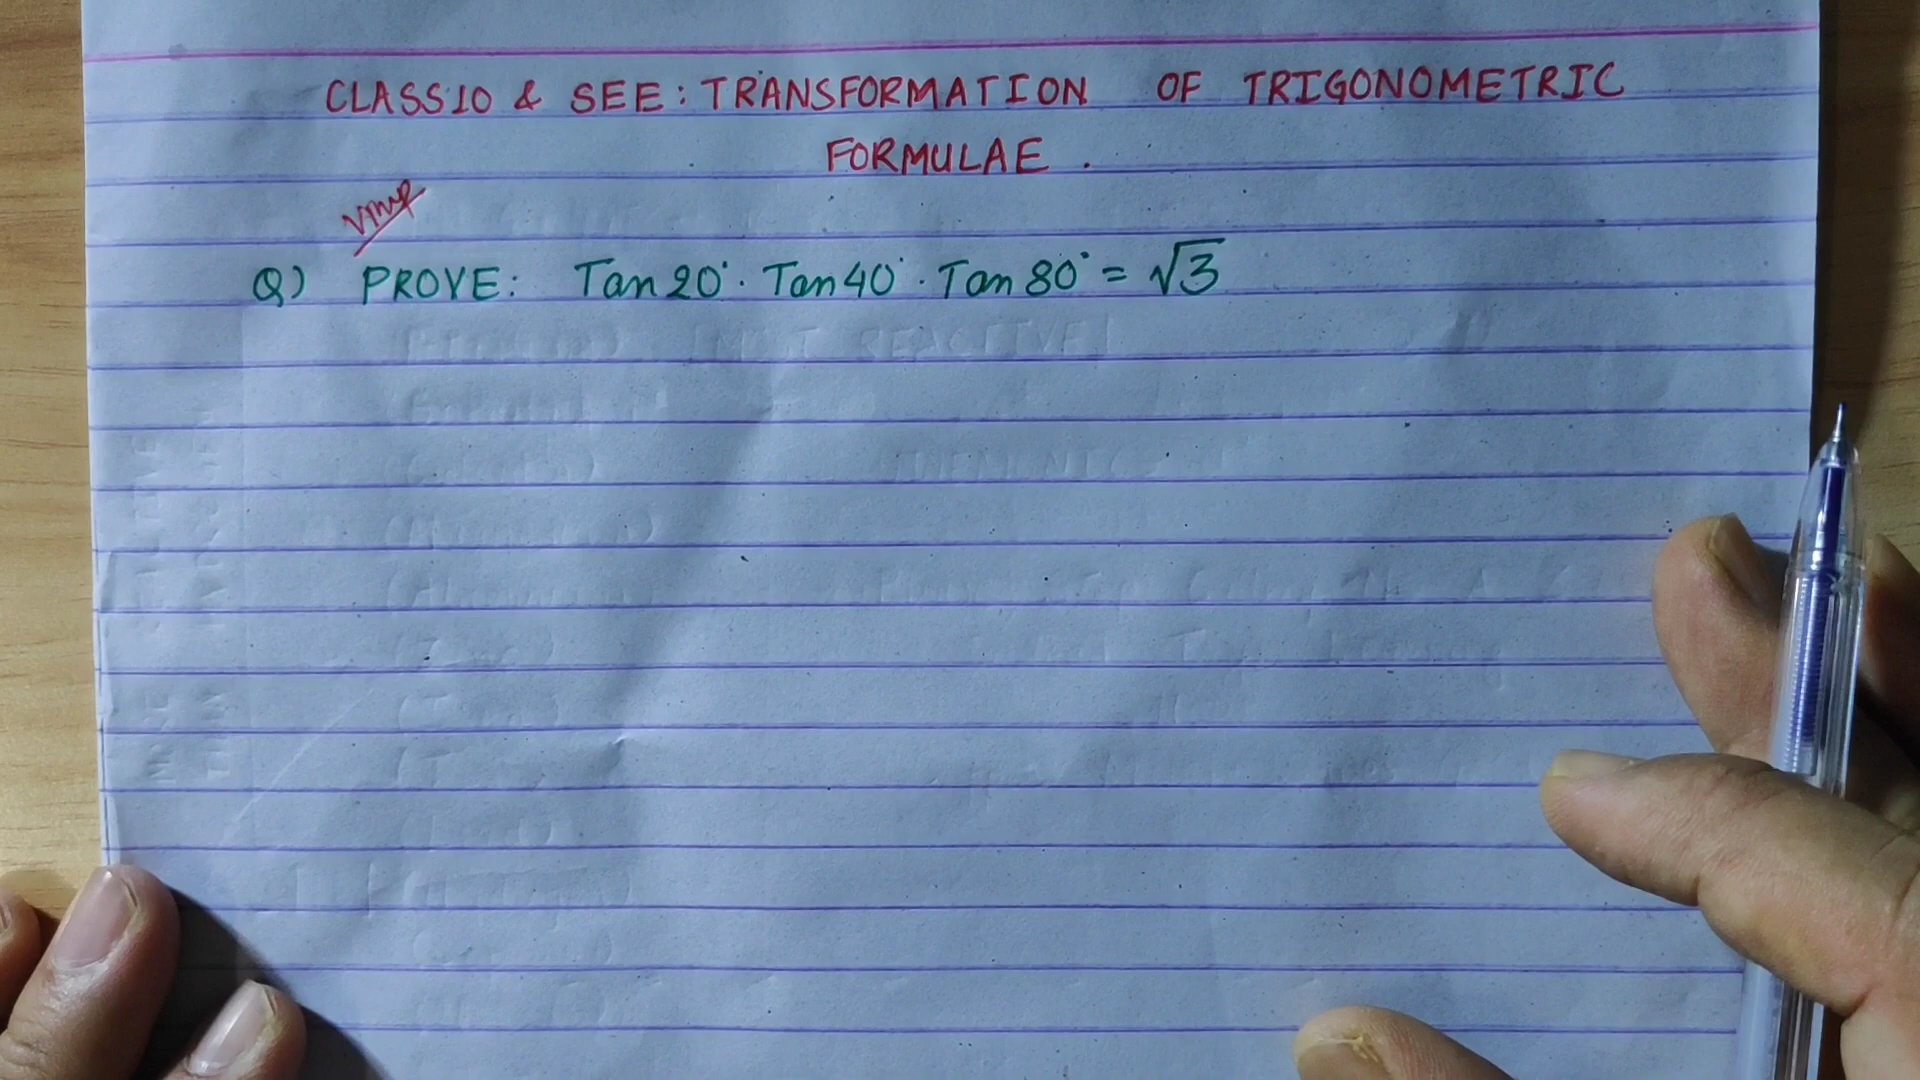 CLASS 10 & SEE : TRANSFORMATION OF TRIGONOMETRIC
FORMULAE .
Vimp
Q) PROVE: Tan 20° . Tan 40° . Tan 80° = √3